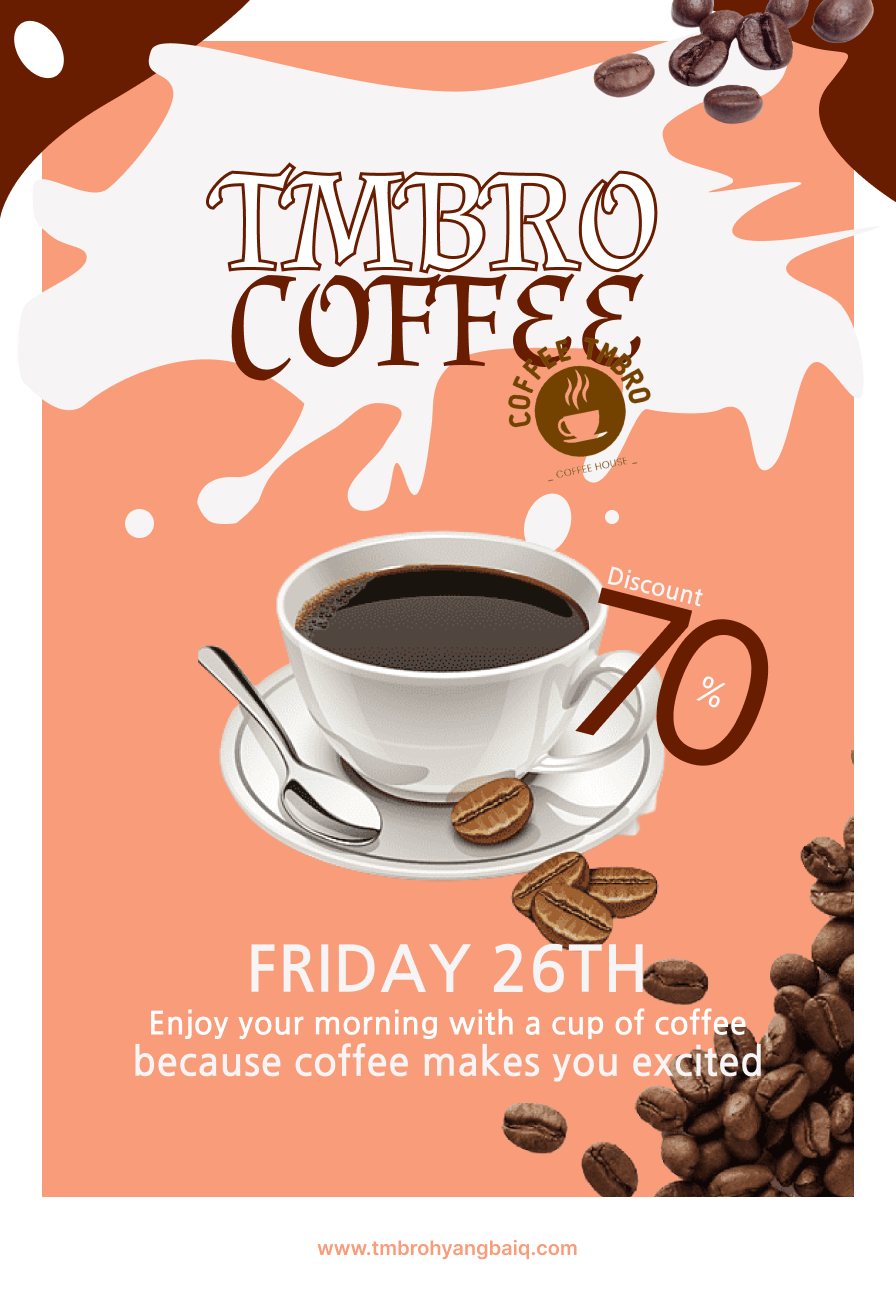 TMBRO
COFFEE
COFFEE TMBRO
_ COFFEE HOUSE _
Discount
70
%
FRIDAY 26TH
Enjoy your morning with a cup of coffee
because coffee makes you excited
www.tmbrohyangbaiq.com